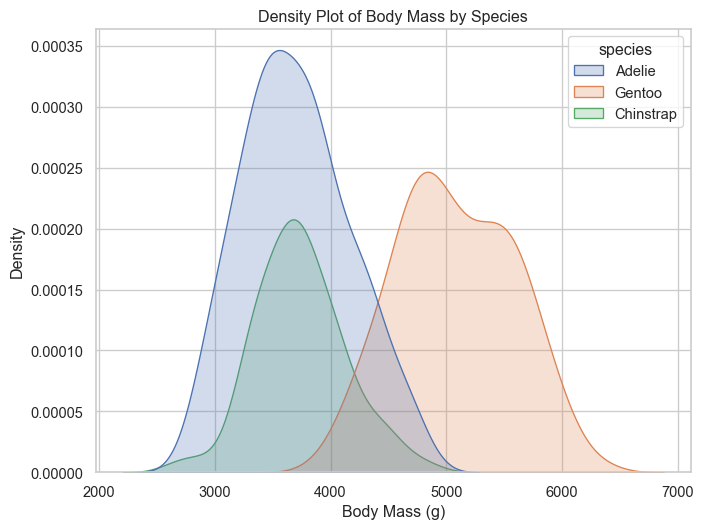 Density Plot of Body Mass by Species
species
Adelie
Gentoo
Chinstrap
0.00035
0.00030
0.00025
0.00020
0.00015
0.00010
0.00005
0.00000
Density
2000 3000 4000 5000 6000 7000
Body Mass (g)